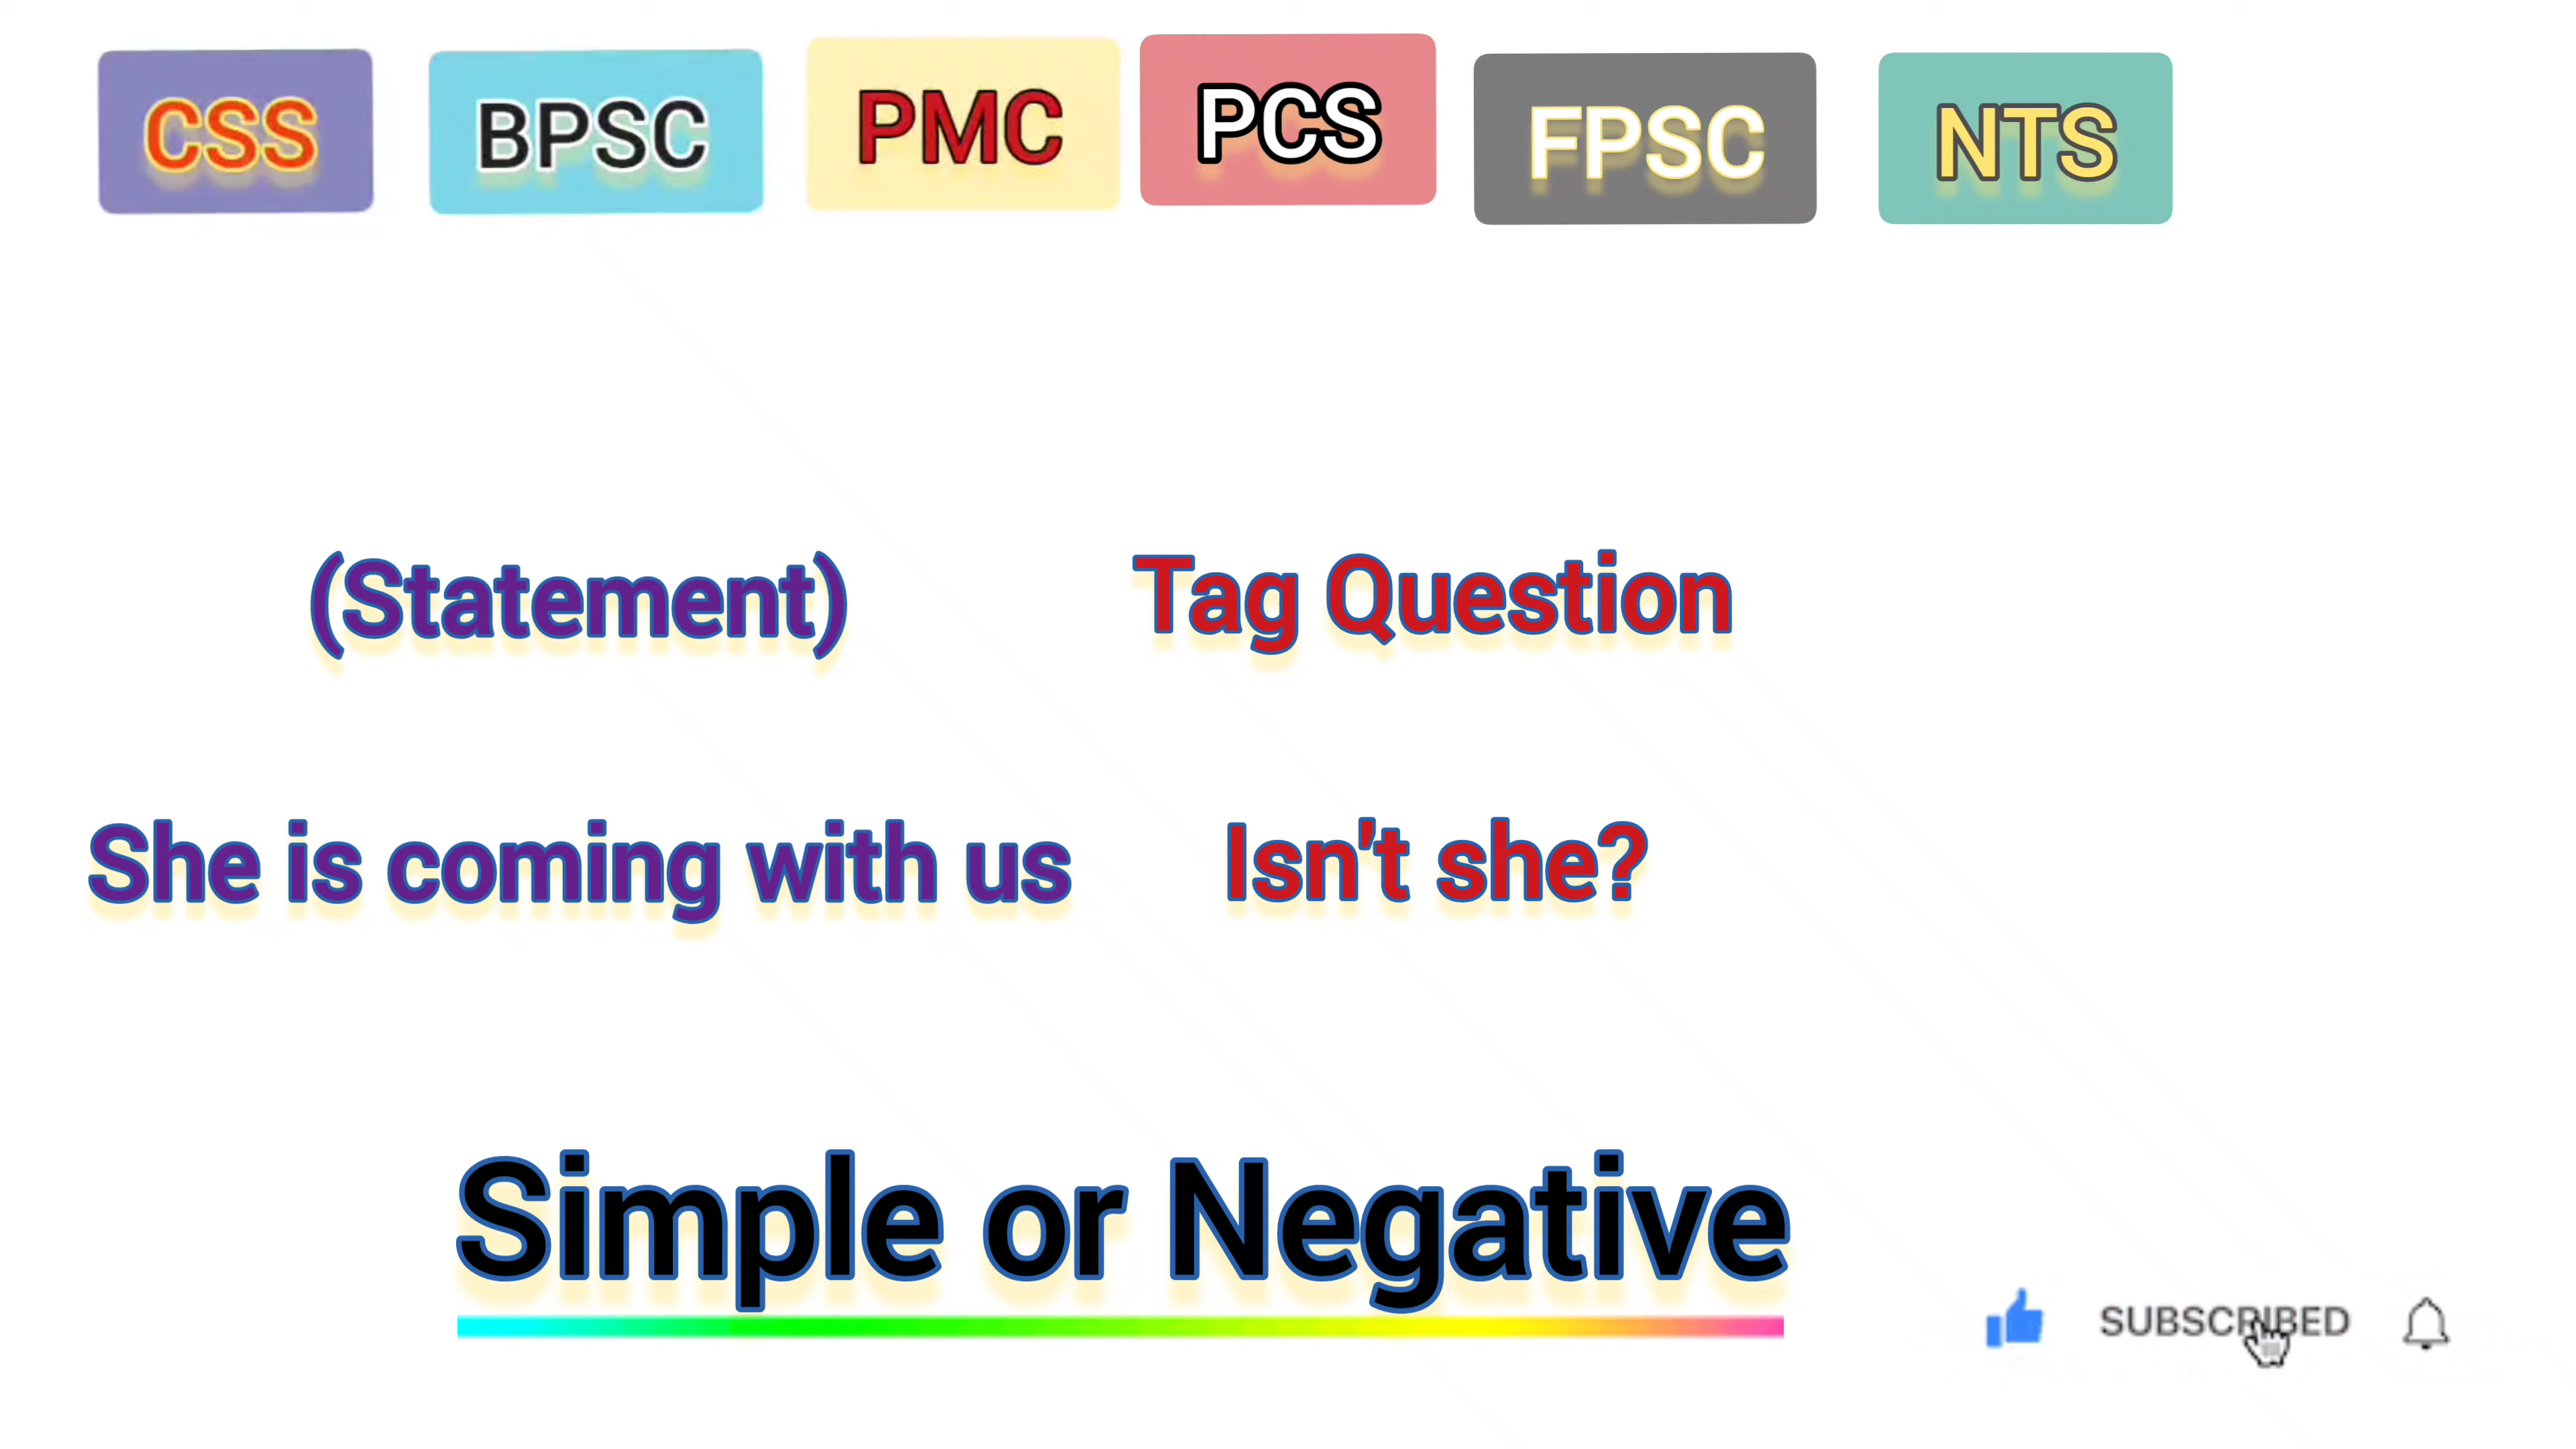 CSS BPSC PMC PCS FPSC NTS
(Statement) Tag Question
She is coming with us Isn't she?
Simple or Negative
SUBSCRIBED